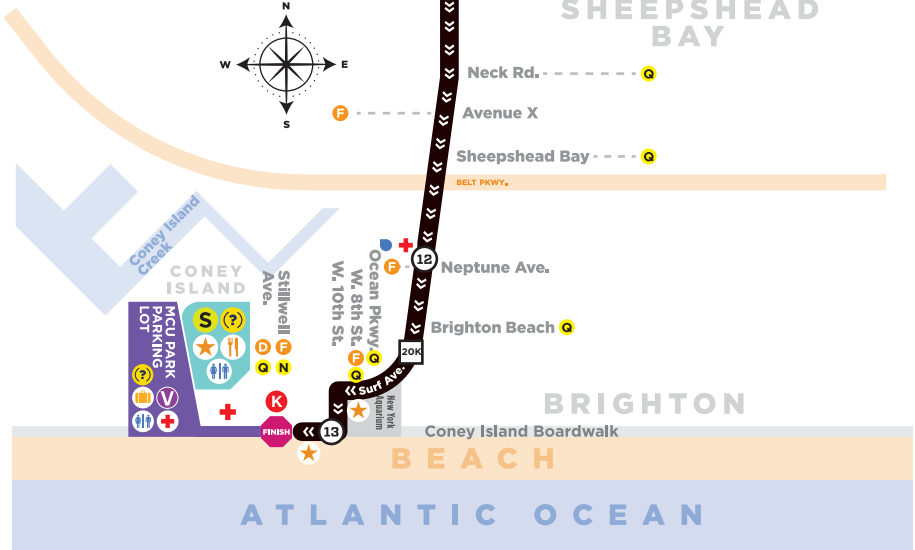 SHEEPSHEAD
BAY
N
W
E
S
Neck Rd.
Q
F
Avenue X
Sheepshead Bay
Q
BELT PKWY.
Coney Island
Creek
CONEY
ISLAND
12
F
Neptune Ave.
Stillwell
Ave.
Ocean Pkwy.
W. 8th St.
W. 10th St.
MCU PARK
PARKING
LOT
S
(?)
D
F
Q
N
F
Q
Q
Brighton Beach
Q
20K
(?)
V
K
Surf Ave.
New York
Aquarium
BRIGHTON
FINISH
13
Coney Island Boardwalk
BEACH
ATLANTIC OCEAN